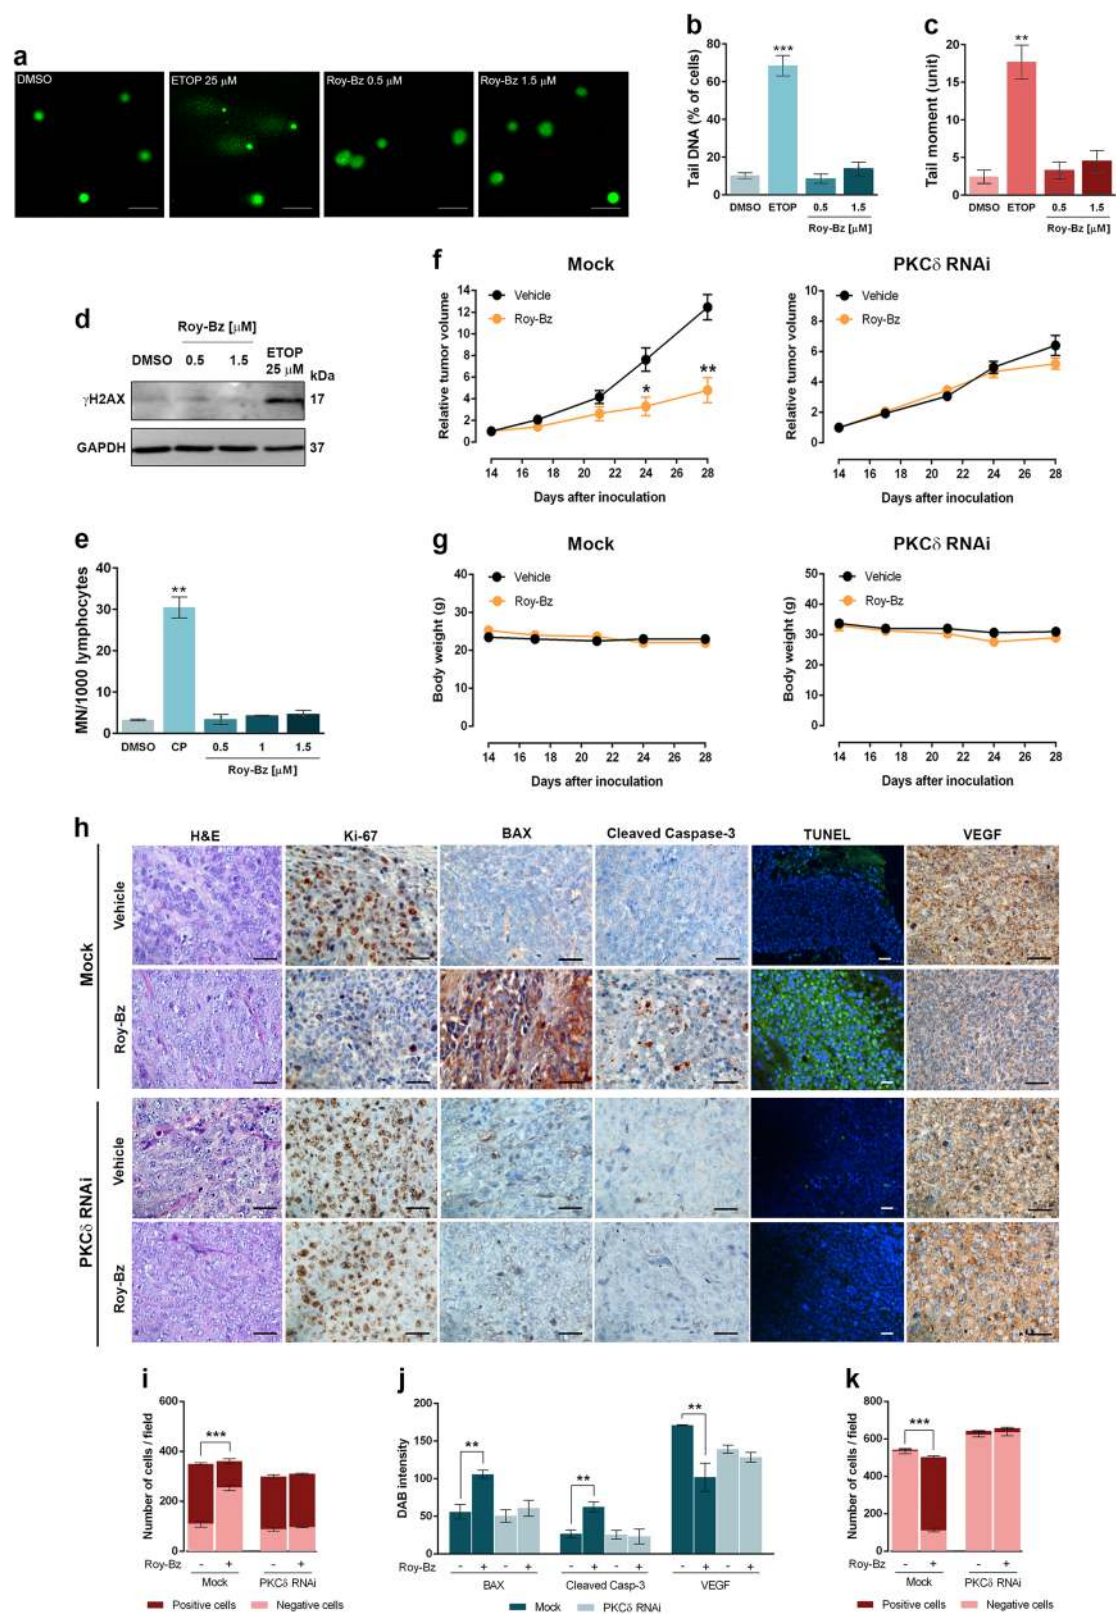 a
DMSO
ETOP 25 µM
Roy-Bz 0.5 µM
Roy-Bz 1.5 µM
b
Tail DNA (% of cells)
80
60
40
20
0
***
DMSO
ETOP
0.5
1.5
Roy-Bz [µM]
c
Tail moment (unit)
20
15
10
5
0
**
DMSO
ETOP
0.5
1.5
Roy-Bz [µM]
d
Roy-Bz [µM]
DMSO
0.5
1.5
ETOP
25 µM
kDa
γH2AX
17
GAPDH
37
e
MN/1000 lymphocytes
40
30
20
10
0
**
DMSO
CP
0.5
1
1.5
Roy-Bz [µM]
f
Mock
Relative tumor volume
14
12
10
8
6
4
2
0
Vehicle
Roy-Bz
*
**
14 16 18 20 22 24 26 28
Days after inoculation
PKCδ RNAi
Relative tumor volume
10
8
6
4
2
0
Vehicle
Roy-Bz
14 16 18 20 22 24 26 28
Days after inoculation
g
Mock
Body weight (g)
40
30
20
10
0
Vehicle
Roy-Bz
14 16 18 20 22 24 26 28
Days after inoculation
PKCδ RNAi
Body weight (g)
50
40
30
20
10
0
Vehicle
Roy-Bz
14 16 18 20 22 24 26 28
Days after inoculation
h
H&E
Ki-67
BAX
Cleaved Caspase-3
TUNEL
VEGF
Mock
Vehicle
Roy-Bz
PKCδ RNAi
Vehicle
Roy-Bz
i
Number of cells / field
600
400
200
0
***
Roy-Bz
- + - +
Mock
PKCδ RNAi
Positive cells
Negative cells
j
DAB intensity
200
150
100
50
0
**
**
**
Roy-Bz
- + - + - + - + - + - +
BAX
Cleaved Casp-3
VEGF
Mock
PKCδ RNAi
k
Number of cells / field
800
600
400
200
0
***
Roy-Bz
- + - +
Mock
PKCδ RNAi
Positive cells
Negative cells